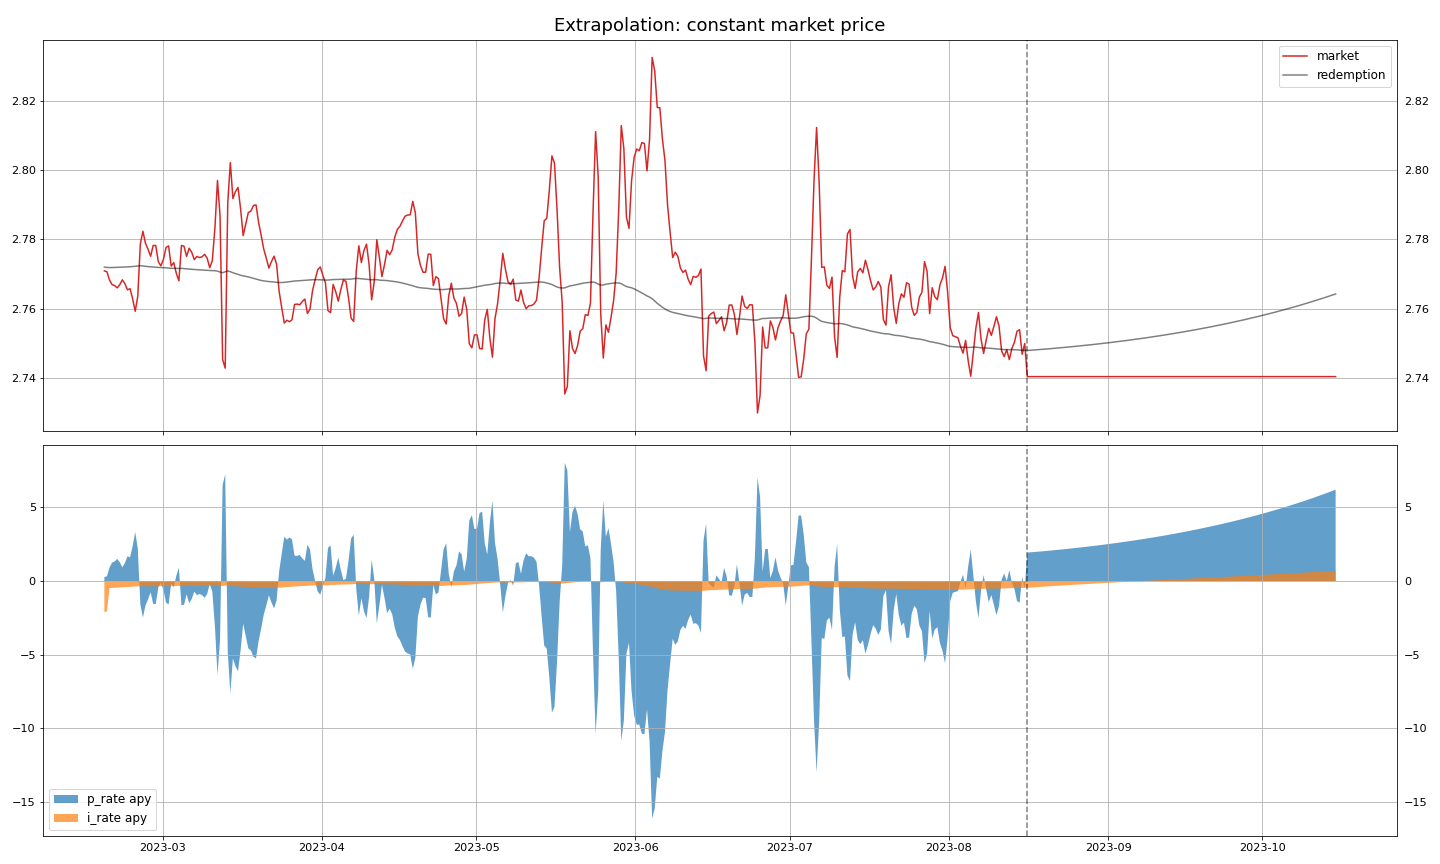 Extrapolation: constant market price
market
redemption
2.82 2.82
2.80 2.80
2.78 2.78
2.76 2.76
2.74 2.74
5 5
0 0
−5 −5
−10 −10
−15 −15
p_rate apy
i_rate apy
2023-03 2023-04 2023-05 2023-06 2023-07 2023-08 2023-09 2023-10